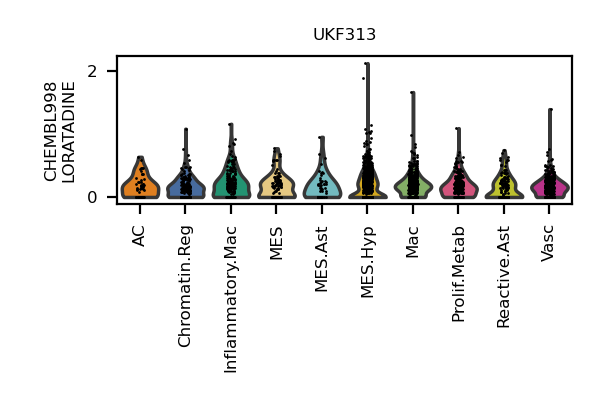 UKF313
CHEMBL998
LORATADINE
2
0
AC
Chromatin.Reg
Inflammatory.Mac
MES
MES.Ast
MES.Hyp
Mac
Prolif.Metab
Reactive.Ast
Vasc